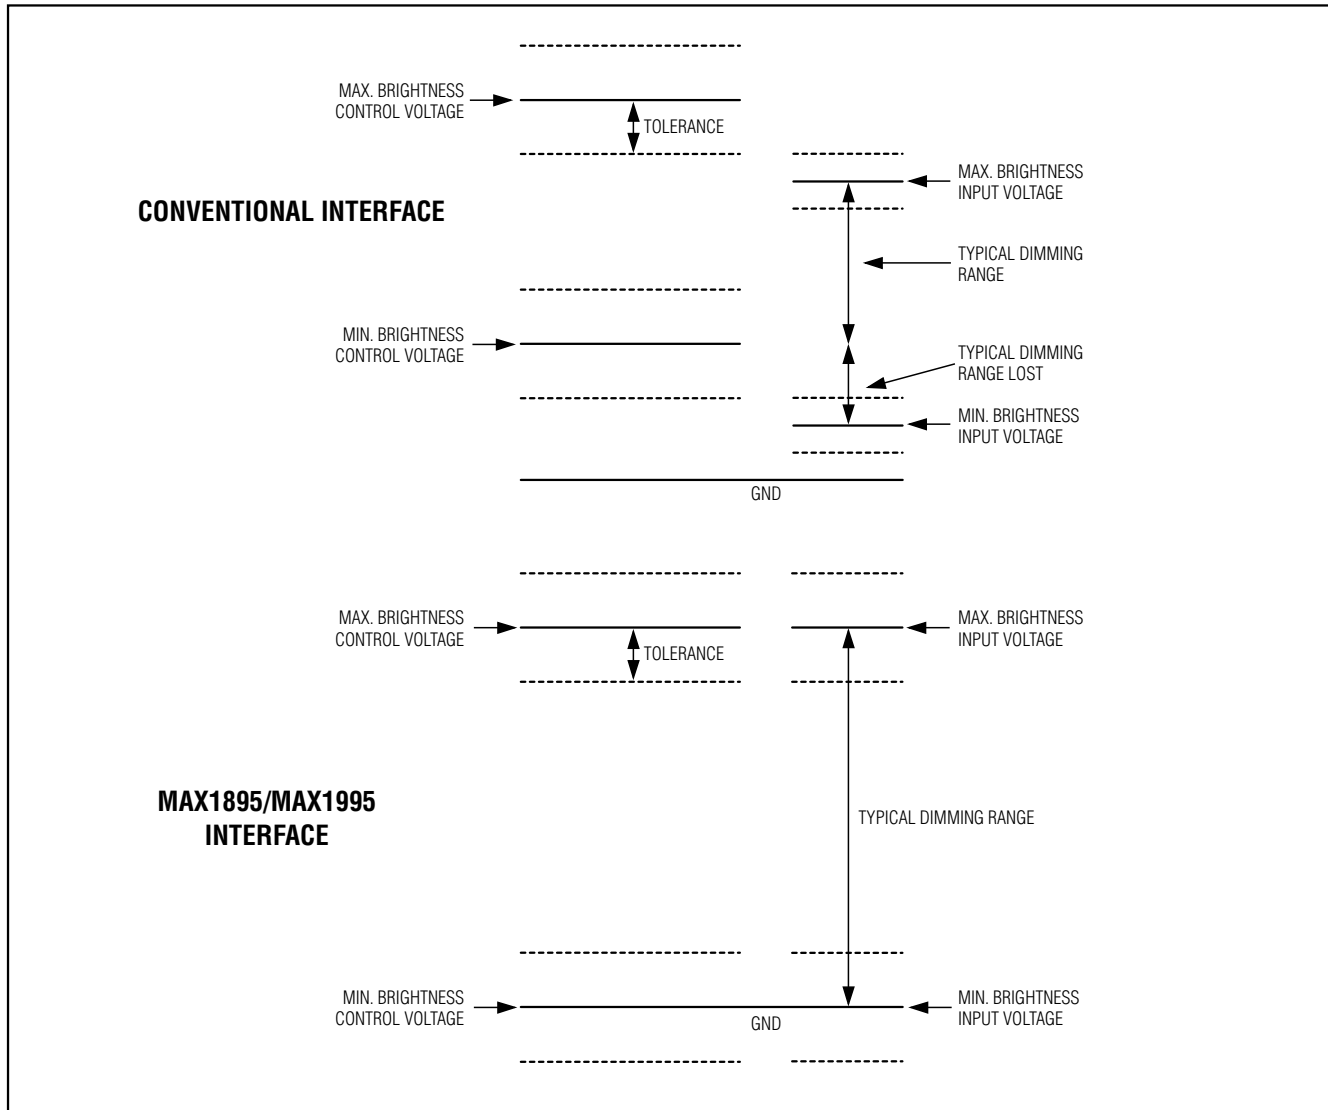 MAX. BRIGHTNESS
CONTROL VOLTAGE
TOLERANCE
MAX. BRIGHTNESS
INPUT VOLTAGE
CONVENTIONAL INTERFACE
TYPICAL DIMMING
RANGE
MIN. BRIGHTNESS
CONTROL VOLTAGE
TYPICAL DIMMING
RANGE LOST
MIN. BRIGHTNESS
INPUT VOLTAGE
GND
MAX. BRIGHTNESS
CONTROL VOLTAGE
TOLERANCE
MAX. BRIGHTNESS
INPUT VOLTAGE
MAX1895/MAX1995
INTERFACE
TYPICAL DIMMING RANGE
MIN. BRIGHTNESS
CONTROL VOLTAGE
GND
MIN. BRIGHTNESS
INPUT VOLTAGE